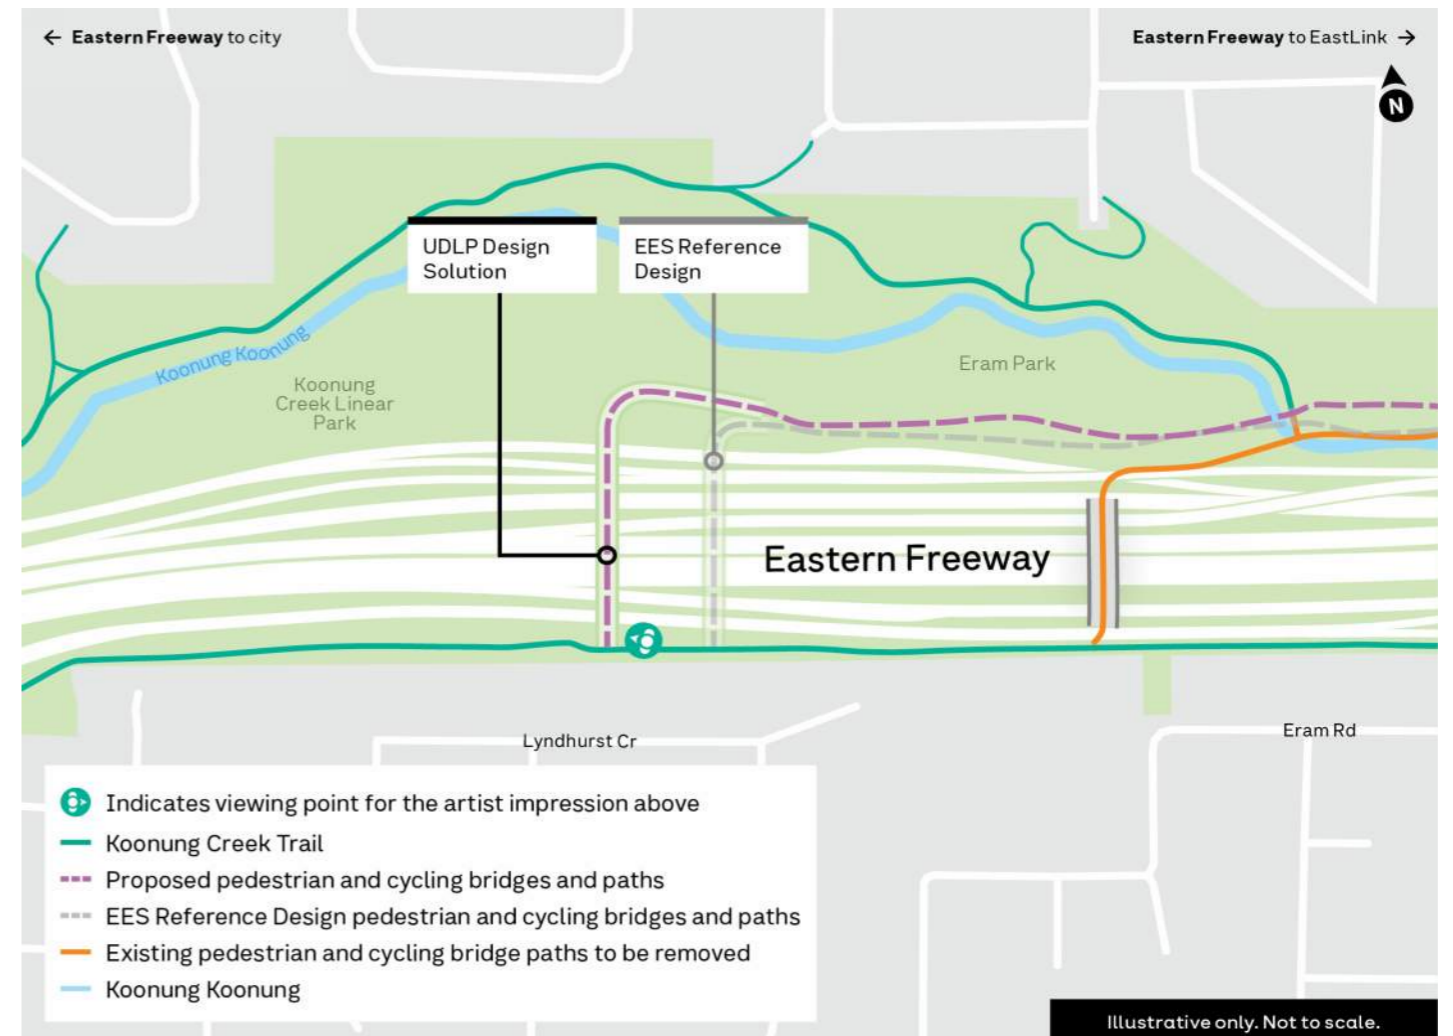 ← Eastern Freeway to city
Eastern Freeway to EastLink →
N
UDLP Design
Solution
EES Reference
Design
Koonung Koonung
Koonung
Creek Linear
Park
Eram Park
Eastern Freeway
Lyndhurst Cr
Eram Rd
Indicates viewing point for the artist impression above
Koonung Creek Trail
Proposed pedestrian and cycling bridges and paths
EES Reference Design pedestrian and cycling bridges and paths
Existing pedestrian and cycling bridge paths to be removed
Koonung Koonung
Illustrative only. Not to scale.